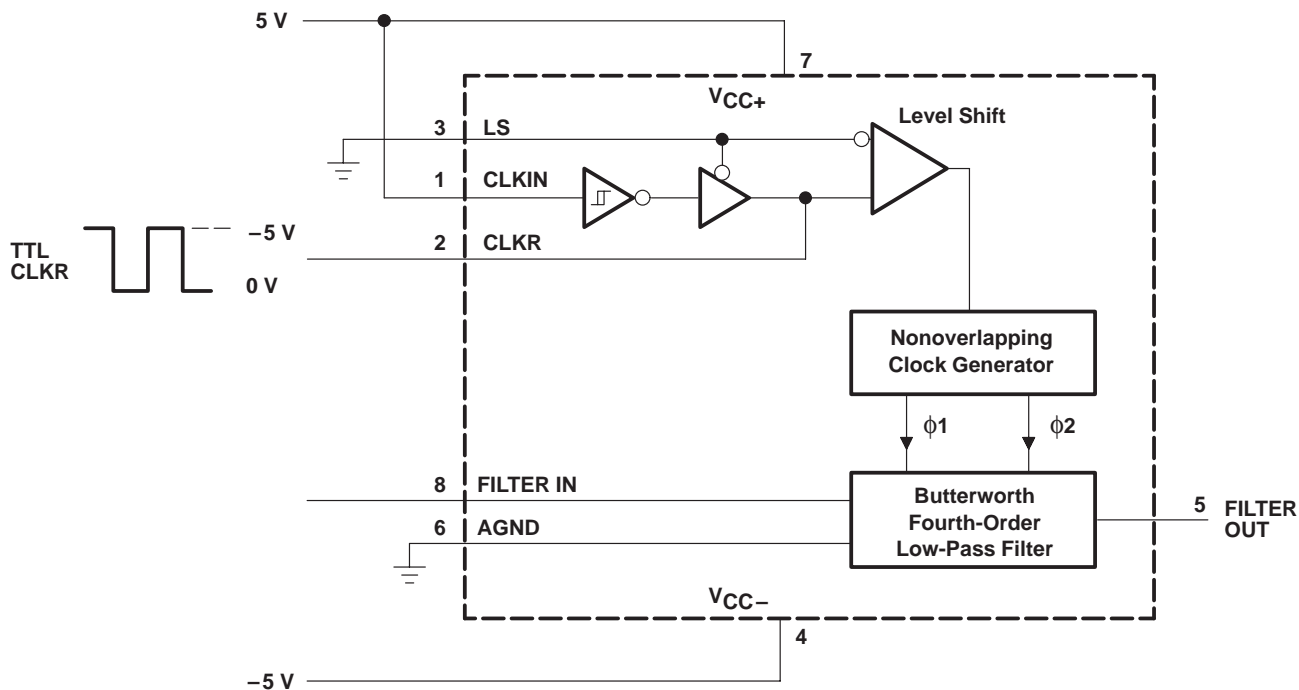 5 V
7
VCC+
Level Shift
3 LS
1 CLKIN
TTL
CLKR
–5 V
0 V
2 CLKR
Nonoverlapping
Clock Generator
ϕ1 ϕ2
8 FILTER IN
6 AGND
Butterworth
Fourth-Order
Low-Pass Filter
5 FILTER
OUT
VCC–
4
–5 V